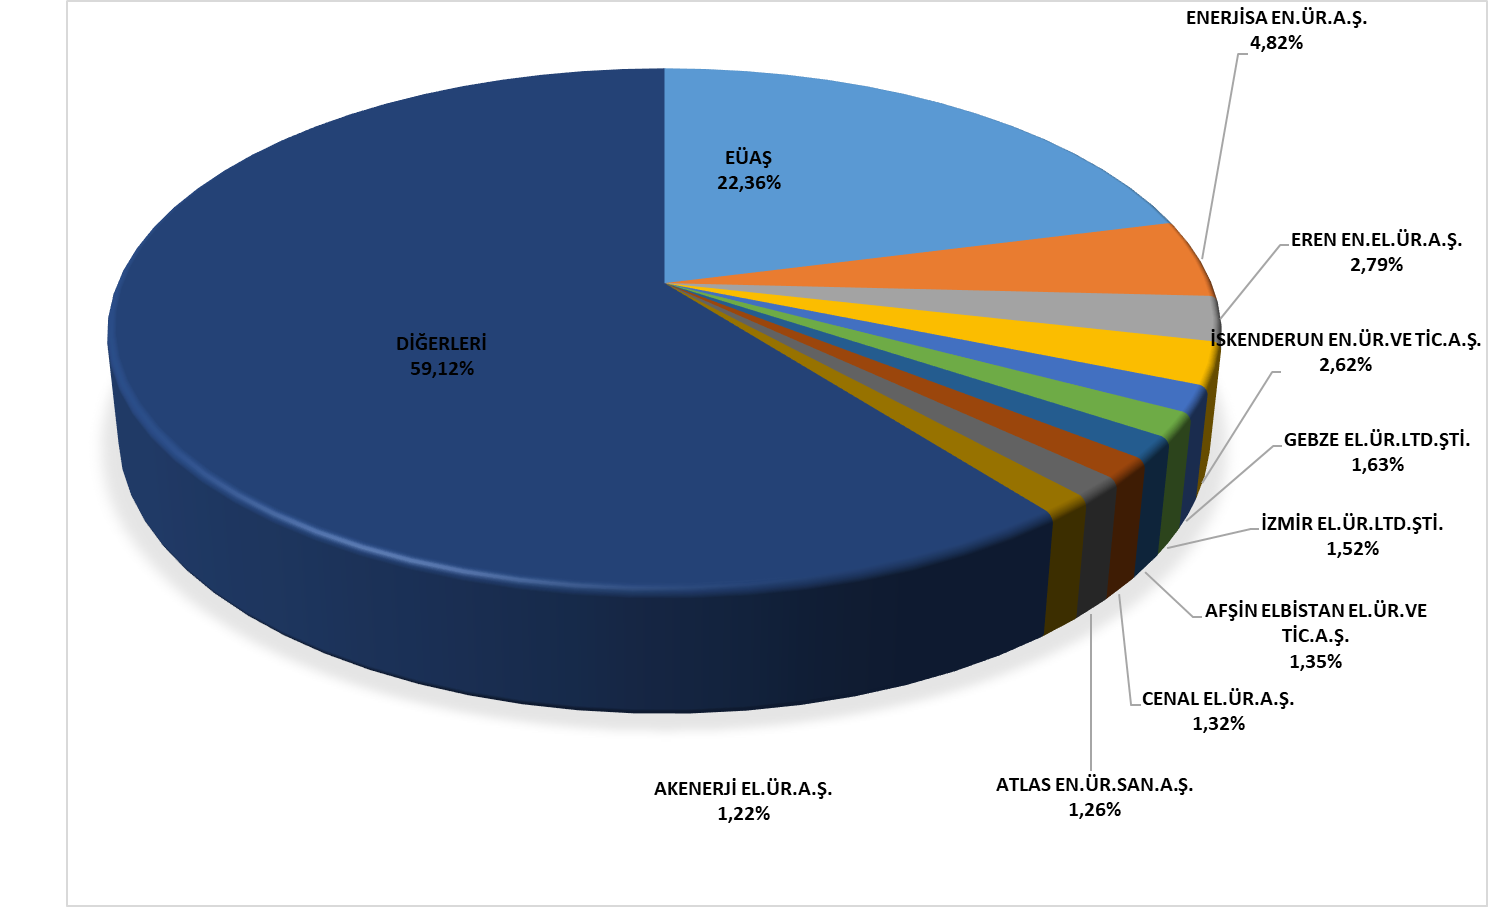 ENERJİSA EN.ÜR.A.Ş.
4,82%
EÜAŞ
22,36%
EREN EN.EL.ÜR.A.Ş.
2,79%
İSKENDERUN EN.ÜR.VE TİC.A.Ş.
2,62%
DİĞERLERİ
59,12%
GEBZE EL.ÜR.LTD.ŞTİ.
1,63%
İZMİR EL.ÜR.LTD.ŞTİ.
1,52%
AFŞİN ELBİSTAN EL.ÜR.VE
TİC.A.Ş.
1,35%
CENAL EL.ÜR.A.Ş.
1,32%
ATLAS EN.ÜR.SAN.A.Ş.
1,26%
AKENERJİ EL.ÜR.A.Ş.
1,22%